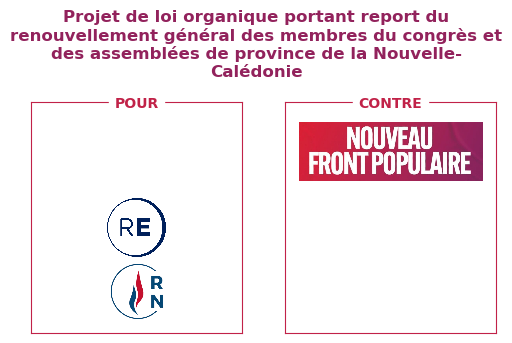 Projet de loi organique portant report du
renouvellement général des membres du congrès et
des assemblées de province de la Nouvelle-
Calédonie
POUR
CONTRE
NOUVEAU
FRONT POPULAIRE
RE
R
N